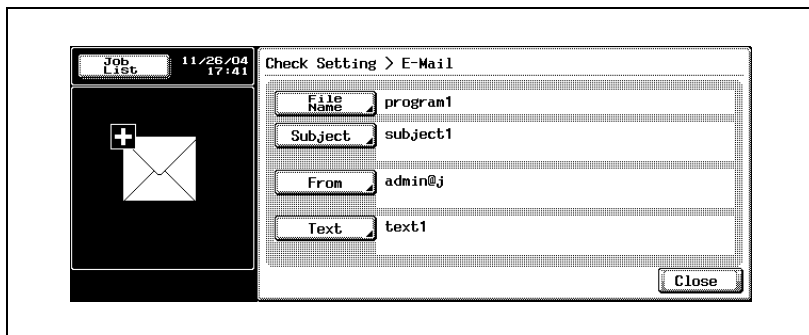 Job
List
11/26/04
17:41
Check Setting > E-Mail
File
Name
program1
Subject
subject1
From
admin@j
Text
text1
Close